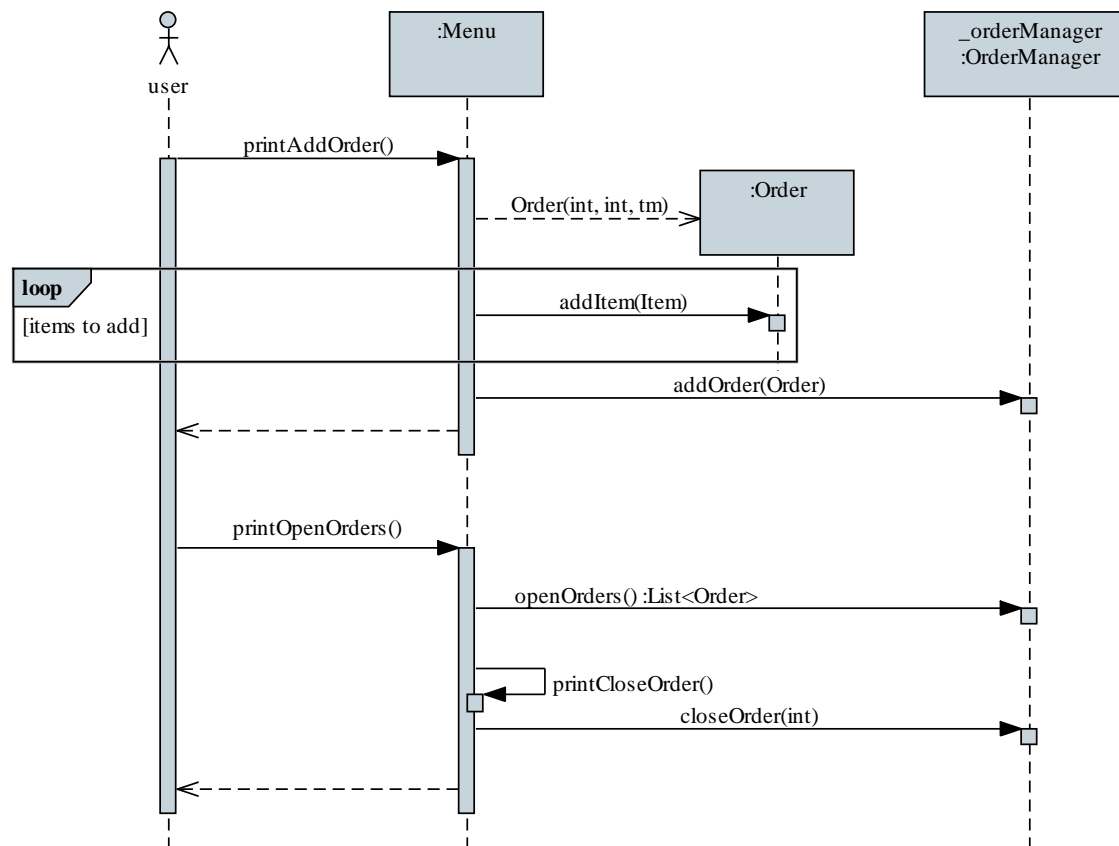 :Menu
_orderManager
:OrderManager
user
printAddOrder()
:Order
Order(int, int, tm)
loop
addItem(Item)
[items to add]
addOrder(Order)
printOpenOrders()
openOrders() :List<Order>
printCloseOrder()
closeOrder(int)